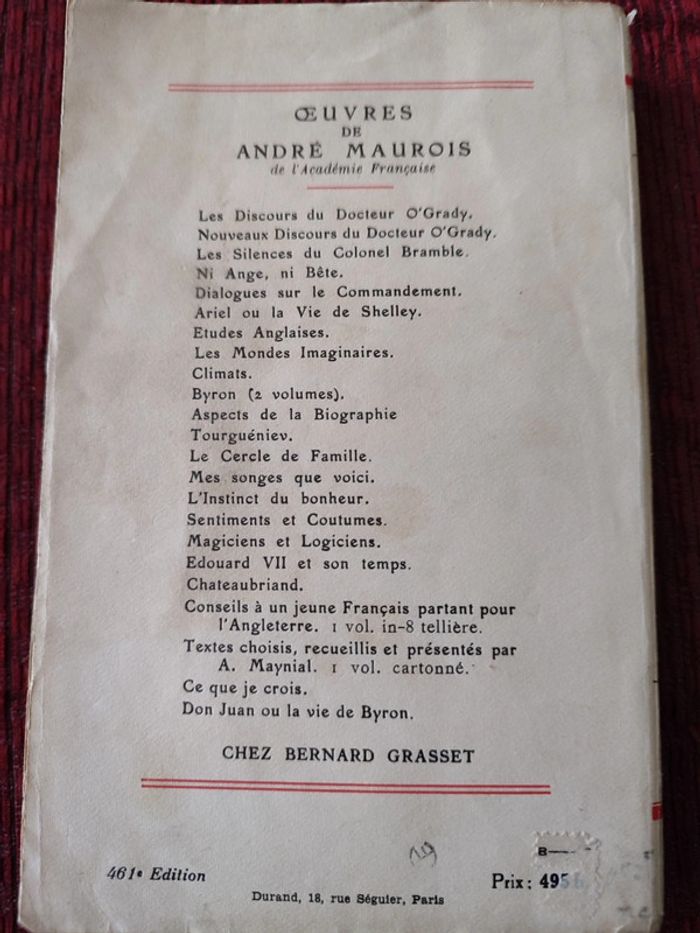 ŒUVRES
DE
ANDRÉ MAUROIS
de l'Académie Française
Les Discours du Docteur O'Grady.
Nouveaux Discours du Docteur O'Grady.
Les Silences du Colonel Bramble.
Ni Ange, ni Bête.
Dialogues sur le Commandement.
Ariel ou la Vie de Shelley.
Etudes Anglaises.
Les Mondes Imaginaires.
Climats.
Byron (2 volumes).
Aspects de la Biographie
Tourguéniev.
Le Cercle de Famille.
Mes songes que voici.
L'Instinct du bonheur.
Sentiments et Coutumes.
Magiciens et Logiciens.
Edouard VII et son temps.
Chateaubriand.
Conseils à un jeune Français partant pour
l'Angleterre. 1 vol. in-8 tellière.
Textes choisis, recueillis et présentés par
A. Maynial. 1 vol. cartonné.
Ce que je crois.
Don Juan ou la vie de Byron.
CHEZ BERNARD GRASSET
B
461e Edition
Prix : 495
Durand, 18, rue Séguier, Paris